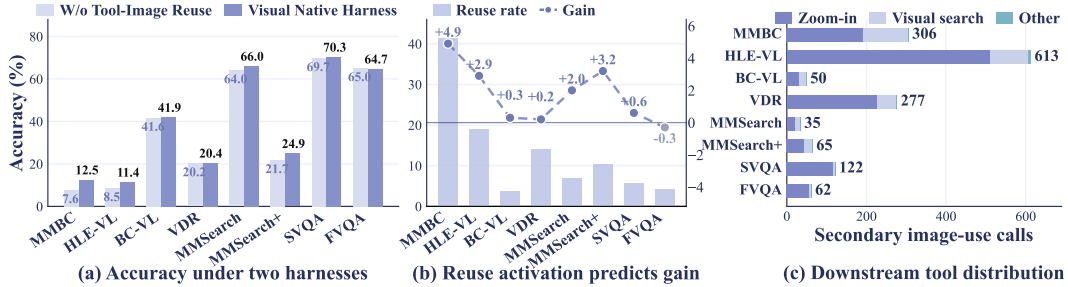 W/o Tool-Image Reuse
Visual Native Harness
Accuracy (%)
80
60
40
20
0
7.6
12.5
8.5
11.4
41.6
41.9
20.2
20.4
64.0
66.0
21.7
24.9
69.7
70.3
65.0
64.7
MMBC
HLE-VL
BC-VL
VDR
MMSearch
MMSearch+
SVQA
FVQA
(a) Accuracy under two harnesses
Reuse rate
Gain
40
30
20
10
0
6
4
2
0
−2
−4
+4.9
+2.9
+0.3
+0.2
+2.0
+3.2
+0.6
-0.3
MMBC
HLE-VL
BC-VL
VDR
MMSearch
MMSearch+
SVQA
FVQA
(b) Reuse activation predicts gain
Zoom-in
Visual search
Other
MMBC
306
HLE-VL
613
BC-VL
50
VDR
277
MMSearch
35
MMSearch+
65
SVQA
122
FVQA
62
0
200
400
600
Secondary image-use calls
(c) Downstream tool distribution